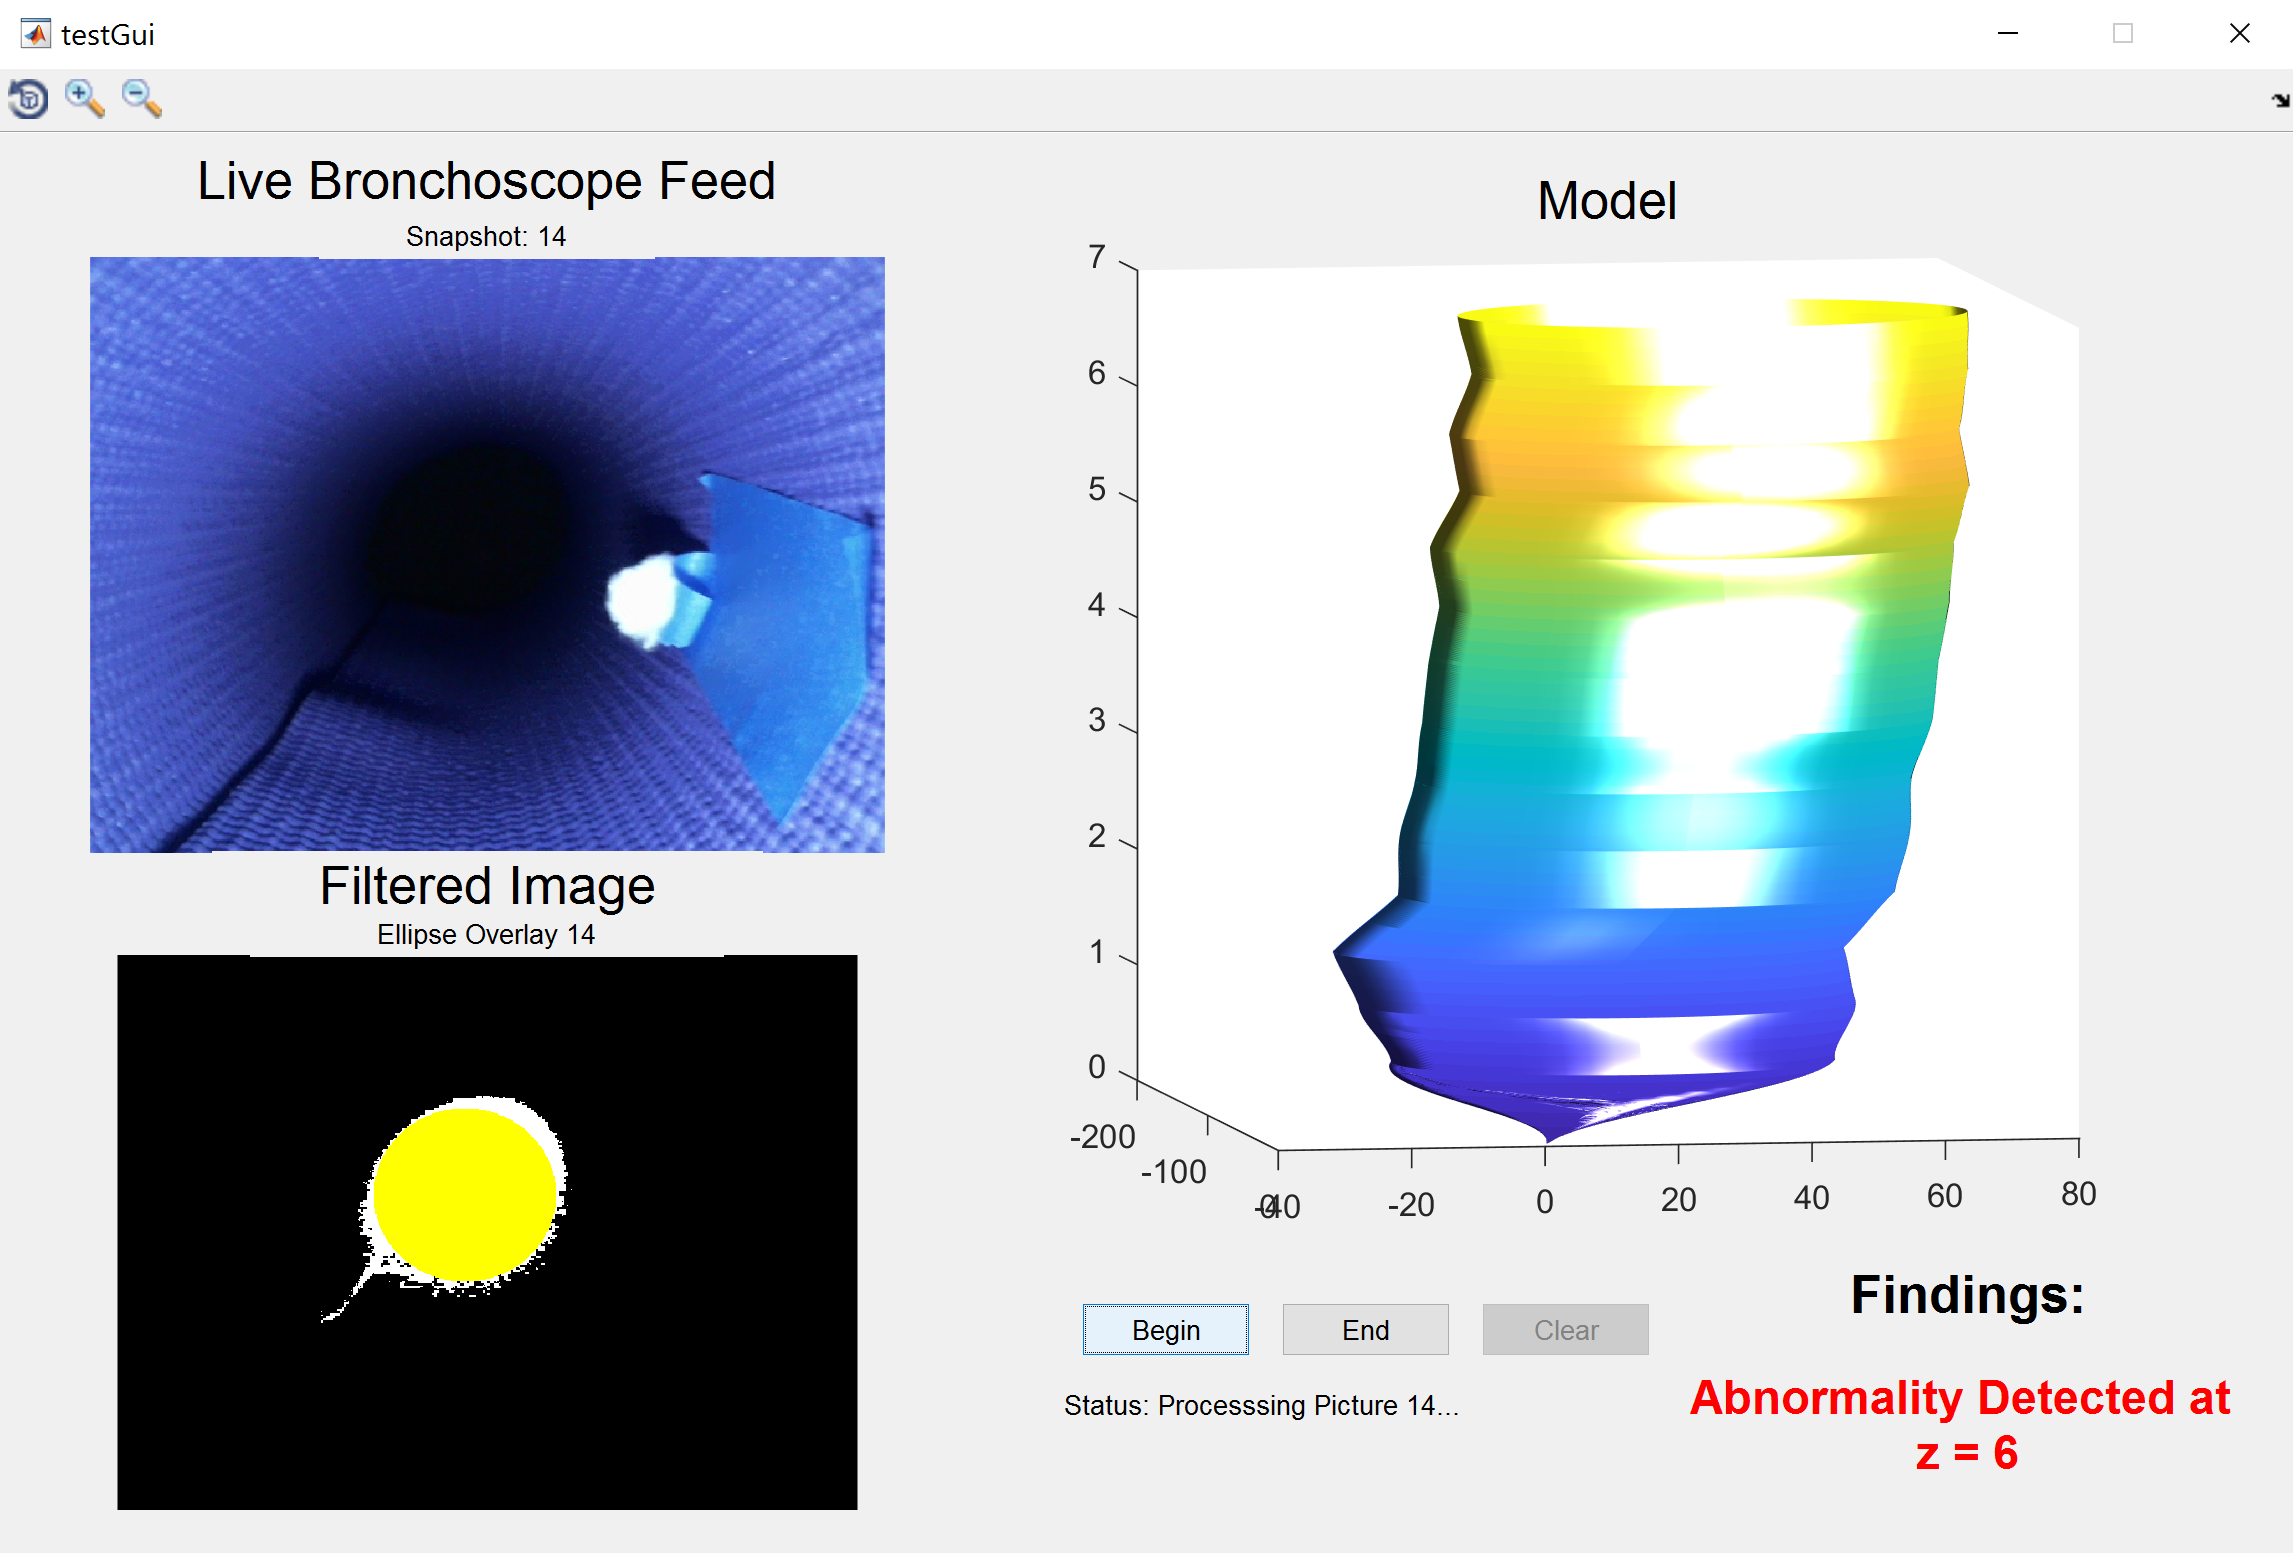 testGui
Live Bronchoscope Feed
Snapshot: 14
Filtered Image
Ellipse Overlay 14
Model
7
6
5
4
3
2
1
0
-200
-100
0
-40
-20
0
20
40
60
80
Begin
End
Clear
Status: Processsing Picture 14...
Findings:
Abnormality Detected at
z = 6